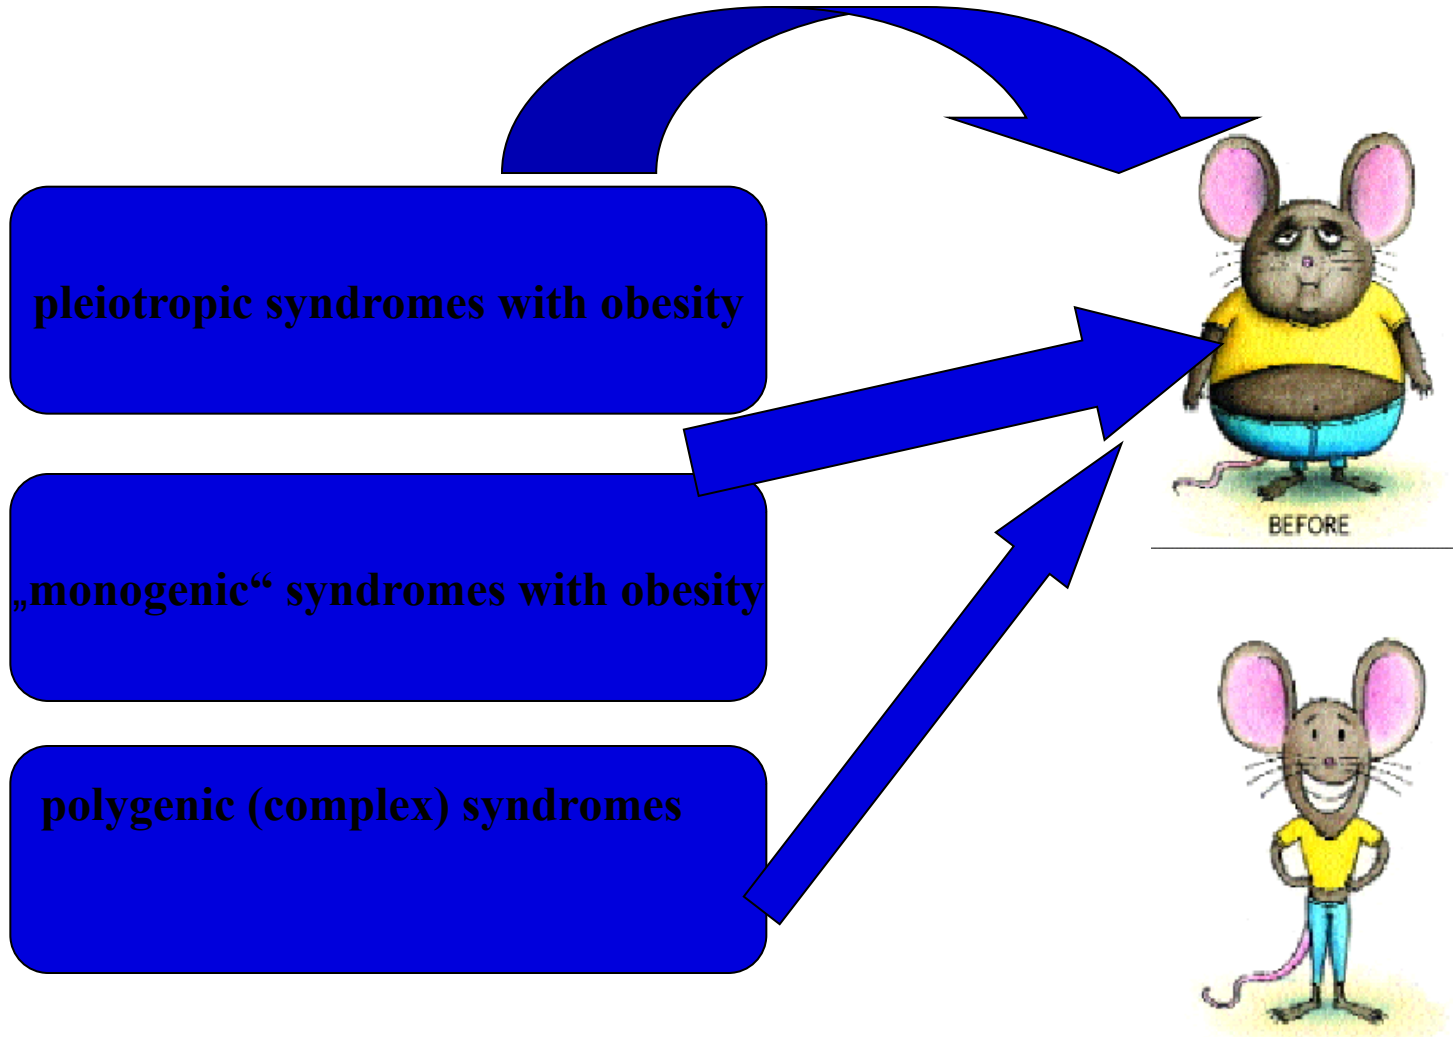 pleiotropic syndromes with obesity
„monogenic“ syndromes with obesity
polygenic (complex) syndromes
BEFORE